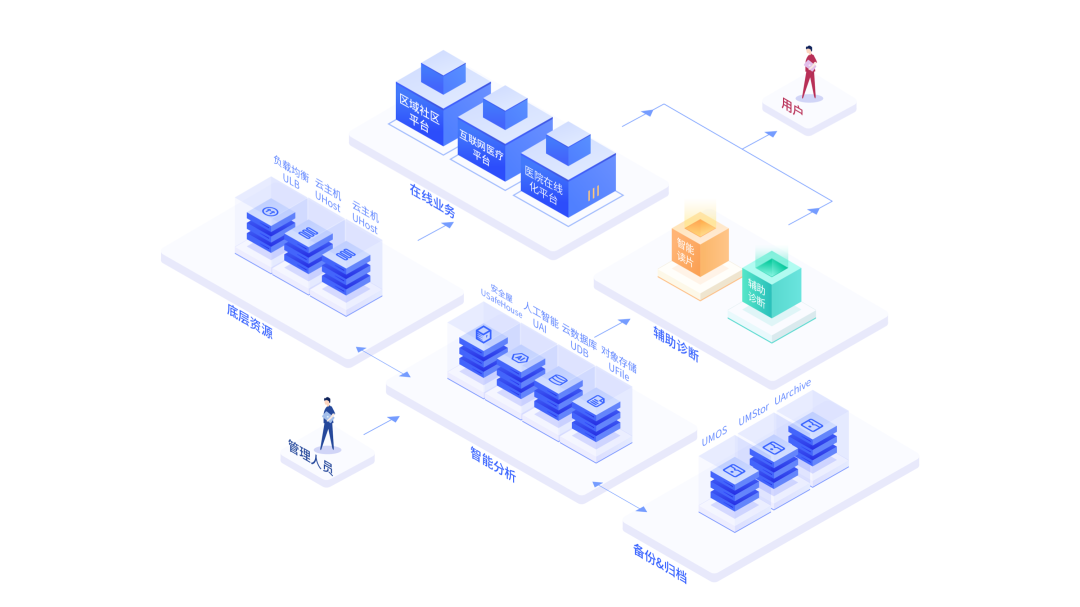 区域社区
平台
互联网医疗
平台
医院在线
化平台
在线业务
用户
负载均衡
ULB
云主机
UHost
云主机
UHost
底层资源
智能
读片
辅助
诊断
辅助诊断
安全屋
USafeHouse
人工智能
UAI
云数据库
UDB
对象存储
UFile
智能分析
管理人员
UMOS
UMStor
UArchive
备份&归档